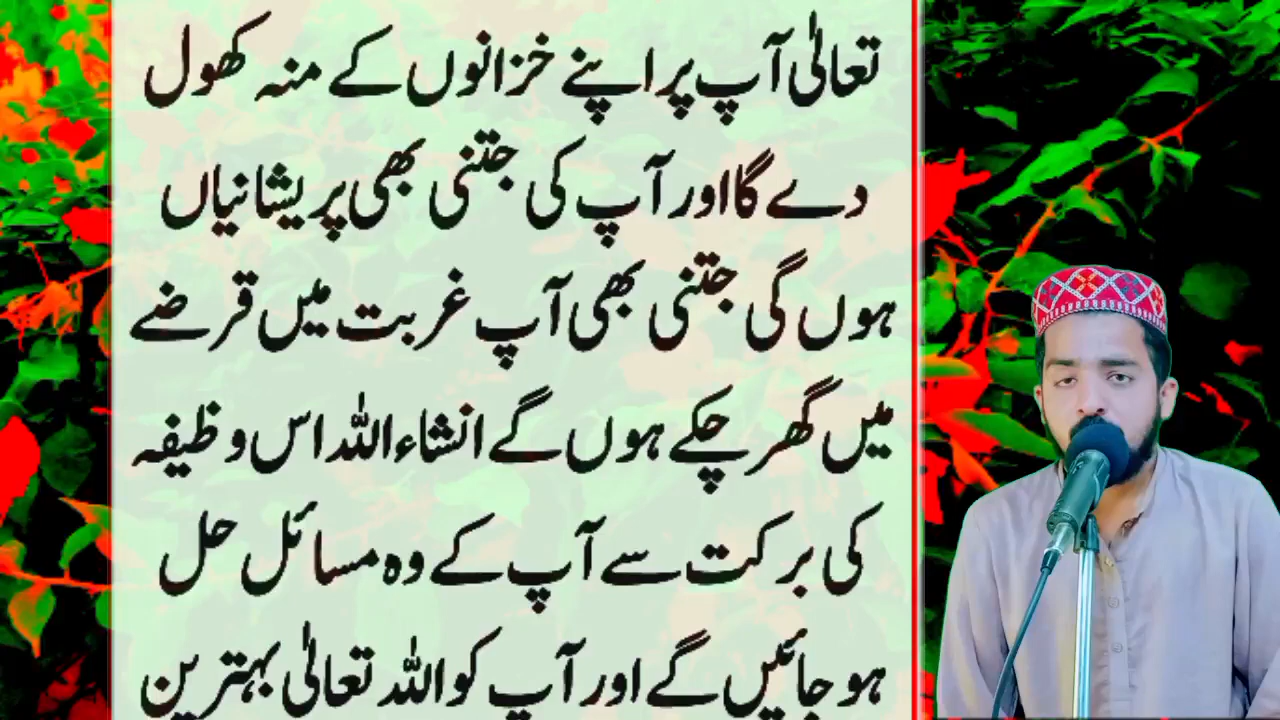 تعالیٰ آپ پر اپنے خزانوں کے منہ کھول
دے گا اور آپ کی جتنی بھی پریشانیاں
ہوں گی جتنی بھی آپ غربت میں قرضے
میں گھر چکے ہوں گے انشاء اللہ اس وظیفہ
کی برکت سے آپ کے وہ مسائل حل
ہو جائیں گے اور آپ کو اللہ تعالیٰ بہترین